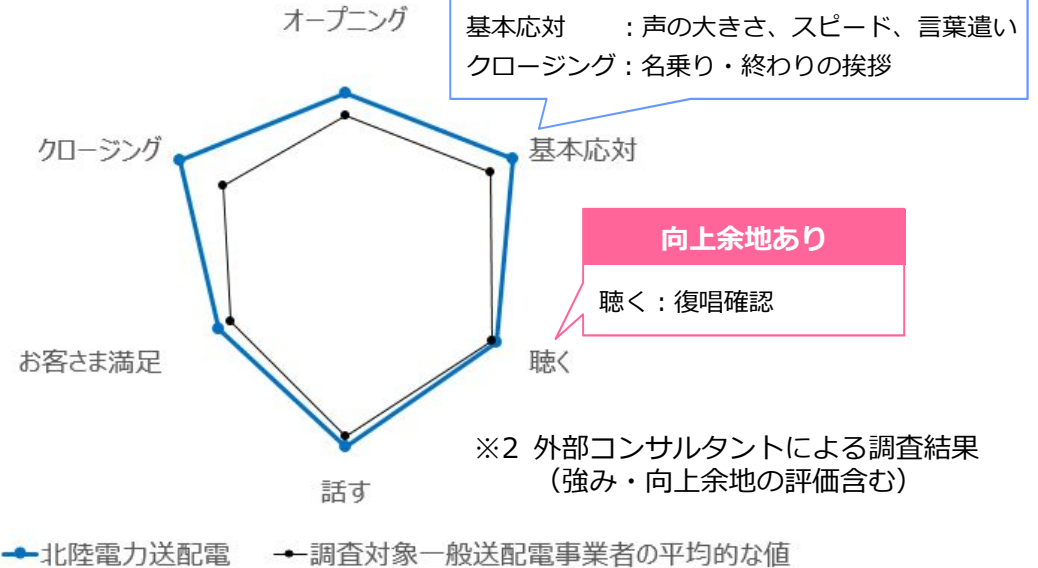 オープニング
基本応対　　：声の大きさ、スピード、言葉遣い
クロージング：名乗り・終わりの挨拶
クロージング
基本応対
向上余地あり
聴く：復唱確認
お客さま満足
聴く
話す
※2 外部コンサルタントによる調査結果
（強み・向上余地の評価含む）
北陸電力送配電
調査対象一般送配電事業者の平均的な値